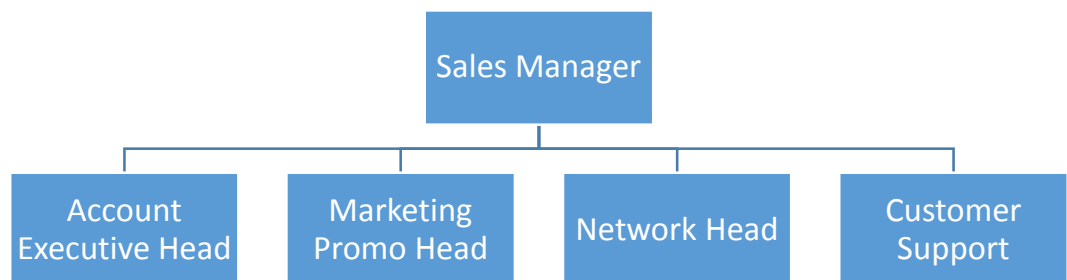 Sales Manager
Account
Executive Head
Marketing
Promo Head
Network Head
Customer
Support